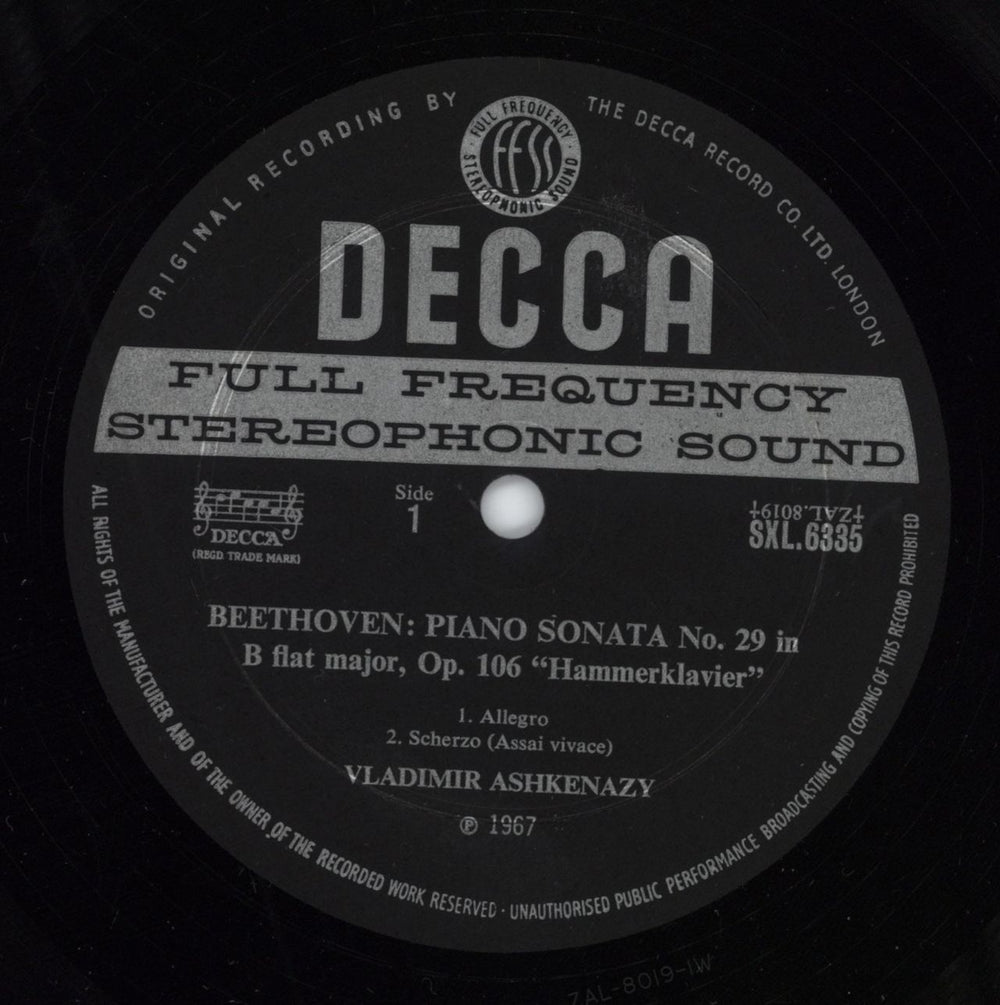 ORIGINAL RECORDING BY THE DECCA RECORD CO. LTD. LONDON
FULL FREQUENCY
FFSS
STEREOPHONIC SOUND
DECCA
FULL FREQUENCY
STEREOPHONIC SOUND
DECCA
(REGD. TRADE MARK)
Side
1
‡ZAL.8019‡
SXL.6335
BEETHOVEN: PIANO SONATA No. 29 in
B flat major, Op. 106 “Hammerklavier”
1. Allegro
2. Scherzo (Assai vivace)
VLADIMIR ASHKENAZY
℗ 1967
ALL RIGHTS OF THE MANUFACTURER AND OF THE OWNER OF THE RECORDED WORK RESERVED · UNAUTHORISED PUBLIC PERFORMANCE BROADCASTING AND COPYING OF THIS RECORD PROHIBITED
ZAL-8019-1W